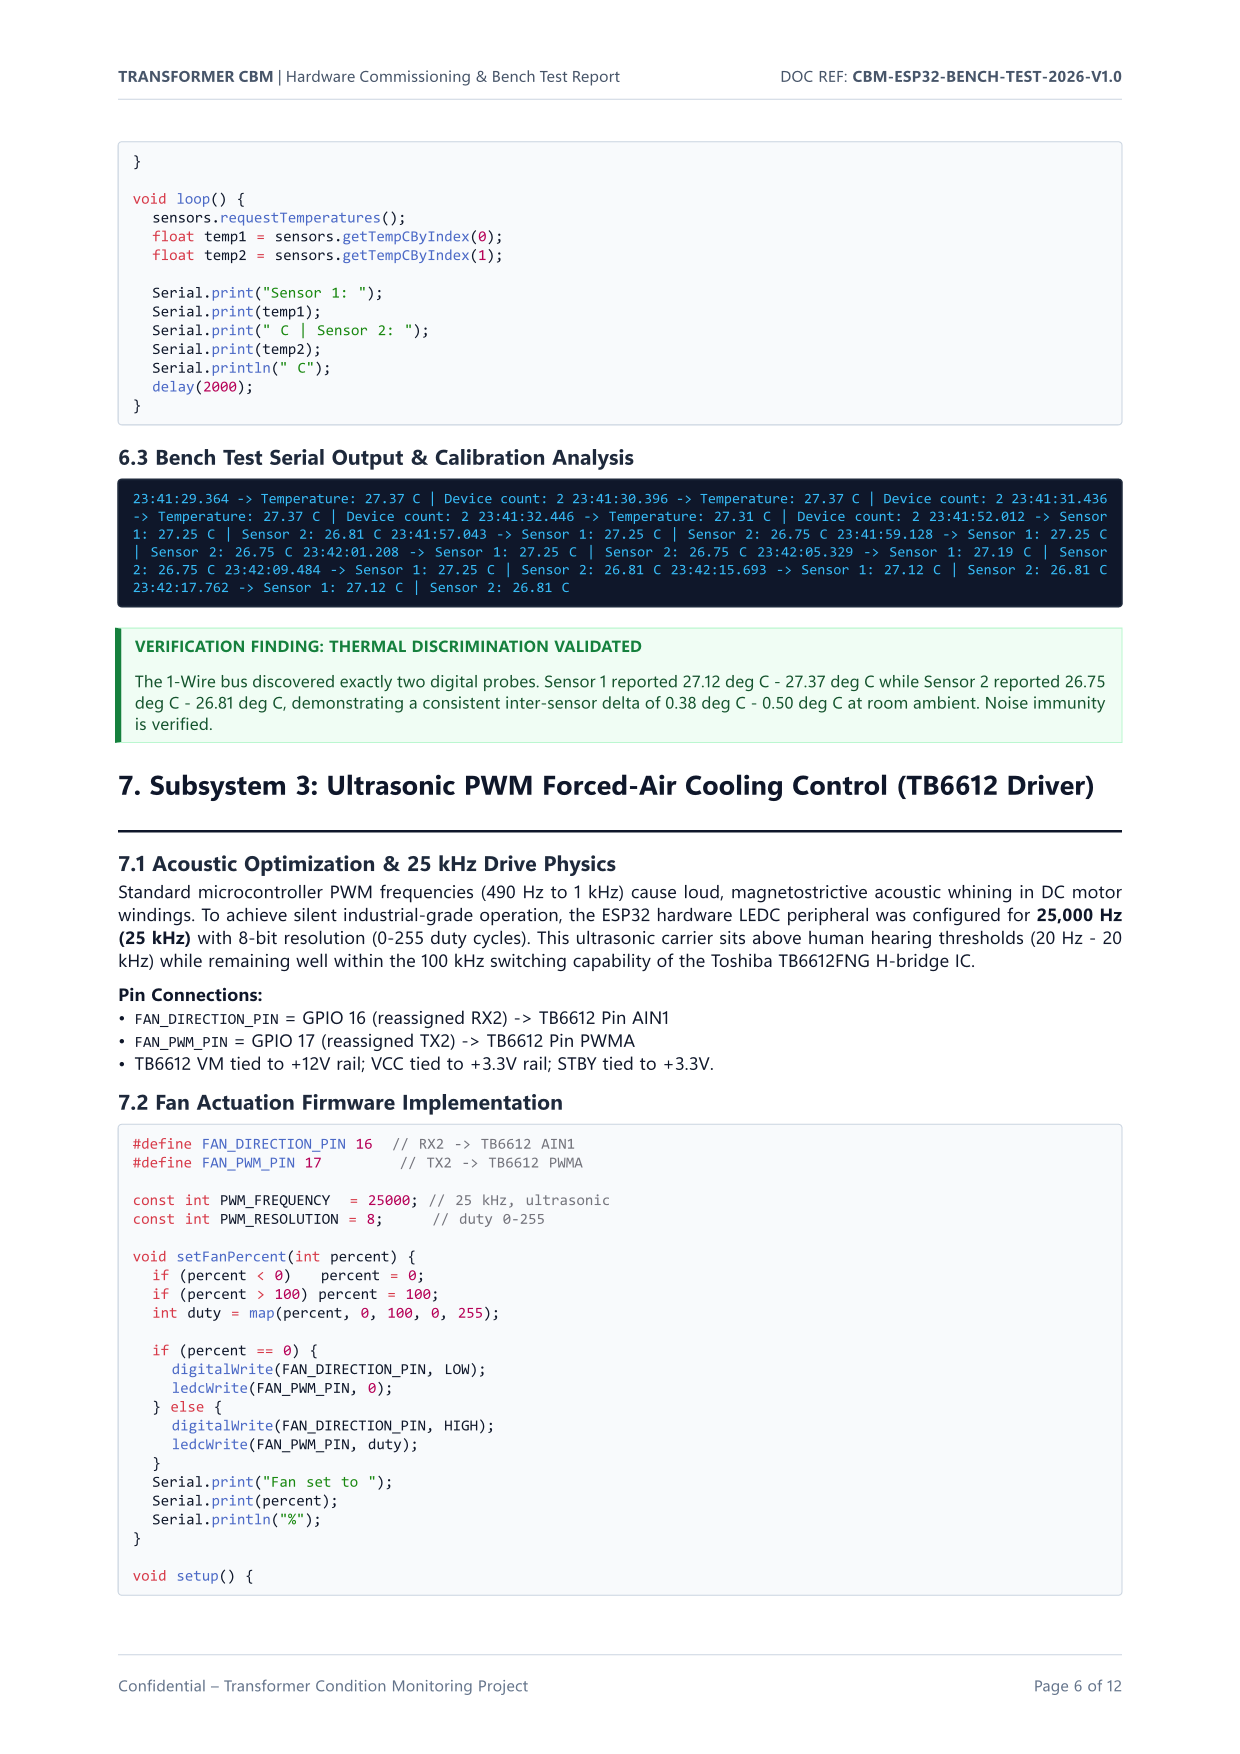 TRANSFORMER CBM | Hardware Commissioning & Bench Test Report
DOC REF: CBM-ESP32-BENCH-TEST-2026-V1.0
}
void loop() {
  sensors.requestTemperatures();
  float temp1 = sensors.getTempCByIndex(0);
  float temp2 = sensors.getTempCByIndex(1);
  Serial.print("Sensor 1: ");
  Serial.print(temp1);
  Serial.print(" C | Sensor 2: ");
  Serial.print(temp2);
  Serial.println(" C");
  delay(2000);
}
6.3 Bench Test Serial Output & Calibration Analysis
23:41:29.364 -> Temperature: 27.37 C | Device count: 2 23:41:30.396 -> Temperature: 27.37 C | Device count: 2 23:41:31.436
-> Temperature: 27.37 C | Device count: 2 23:41:32.446 -> Temperature: 27.31 C | Device count: 2 23:41:52.012 -> Sensor
1: 27.25 C | Sensor 2: 26.81 C 23:41:57.043 -> Sensor 1: 27.25 C | Sensor 2: 26.75 C 23:41:59.128 -> Sensor 1: 27.25 C
| Sensor 2: 26.75 C 23:42:01.208 -> Sensor 1: 27.25 C | Sensor 2: 26.75 C 23:42:05.329 -> Sensor 1: 27.19 C | Sensor
2: 26.75 C 23:42:09.484 -> Sensor 1: 27.25 C | Sensor 2: 26.81 C 23:42:15.693 -> Sensor 1: 27.12 C | Sensor 2: 26.81 C
23:42:17.762 -> Sensor 1: 27.12 C | Sensor 2: 26.81 C
VERIFICATION FINDING: THERMAL DISCRIMINATION VALIDATED
The 1-Wire bus discovered exactly two digital probes. Sensor 1 reported 27.12 deg C - 27.37 deg C while Sensor 2 reported 26.75
deg C - 26.81 deg C, demonstrating a consistent inter-sensor delta of 0.38 deg C - 0.50 deg C at room ambient. Noise immunity
is verified.
7. Subsystem 3: Ultrasonic PWM Forced-Air Cooling Control (TB6612 Driver)
7.1 Acoustic Optimization & 25 kHz Drive Physics
Standard microcontroller PWM frequencies (490 Hz to 1 kHz) cause loud, magnetostrictive acoustic whining in DC motor
windings. To achieve silent industrial-grade operation, the ESP32 hardware LEDC peripheral was configured for 25,000 Hz
(25 kHz) with 8-bit resolution (0-255 duty cycles). This ultrasonic carrier sits above human hearing thresholds (20 Hz - 20
kHz) while remaining well within the 100 kHz switching capability of the Toshiba TB6612FNG H-bridge IC.
Pin Connections:
• FAN_DIRECTION_PIN = GPIO 16 (reassigned RX2) -> TB6612 Pin AIN1
• FAN_PWM_PIN = GPIO 17 (reassigned TX2) -> TB6612 Pin PWMA
• TB6612 VM tied to +12V rail; VCC tied to +3.3V rail; STBY tied to +3.3V.
7.2 Fan Actuation Firmware Implementation
#define FAN_DIRECTION_PIN 16  // RX2 -> TB6612 AIN1
#define FAN_PWM_PIN 17        // TX2 -> TB6612 PWMA
const int PWM_FREQUENCY  = 25000; // 25 kHz, ultrasonic
const int PWM_RESOLUTION = 8;     // duty 0-255
void setFanPercent(int percent) {
  if (percent < 0)   percent = 0;
  if (percent > 100) percent = 100;
  int duty = map(percent, 0, 100, 0, 255);
  if (percent == 0) {
    digitalWrite(FAN_DIRECTION_PIN, LOW);
    ledcWrite(FAN_PWM_PIN, 0);
  } else {
    digitalWrite(FAN_DIRECTION_PIN, HIGH);
    ledcWrite(FAN_PWM_PIN, duty);
  }
  Serial.print("Fan set to ");
  Serial.print(percent);
  Serial.println("%");
}
void setup() {
Confidential – Transformer Condition Monitoring Project
Page 6 of 12